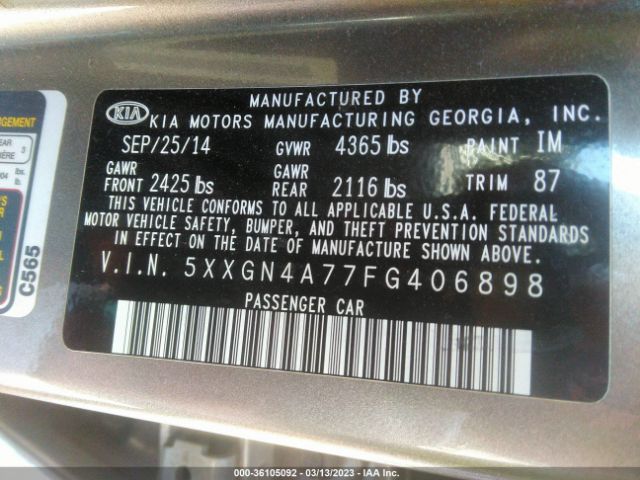 MANUFACTURED BY
KIA
KIA MOTORS MANUFACTURING GEORGIA, INC.
SEP/25/14 GVWR 4365 lbs PAINT IM
GAWR FRONT 2425 lbs GAWR REAR 2116 lbs TRIM 87
THIS VEHICLE CONFORMS TO ALL APPLICABLE U.S.A. FEDERAL
MOTOR VEHICLE SAFETY, BUMPER, AND THEFT PREVENTION STANDARDS
IN EFFECT ON THE DATE OF MANUFACTURE SHOWN ABOVE.
V.I.N. 5XXGN4A77FG406898
PASSENGER CAR
C565
3
lbs.
000-36105092 - 03/13/2023 - IAA Inc.